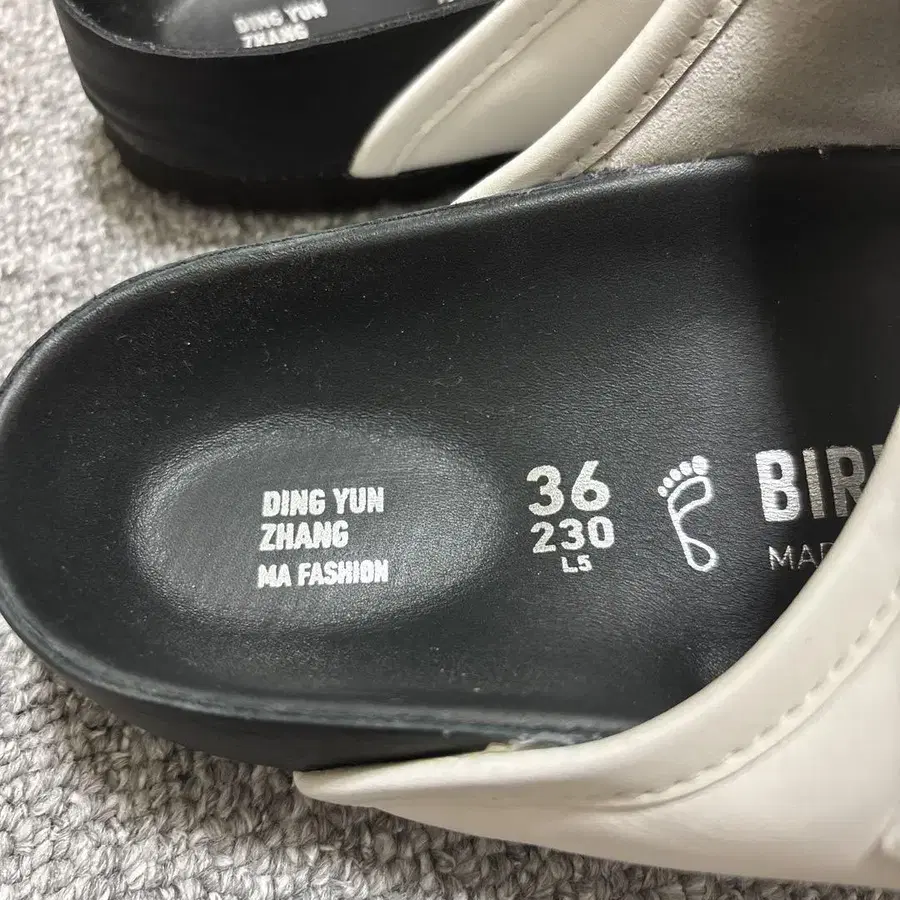 DING YUN
ZHANG
DING YUN
ZHANG
MA FASHION
36
230
L5
BIR
MA